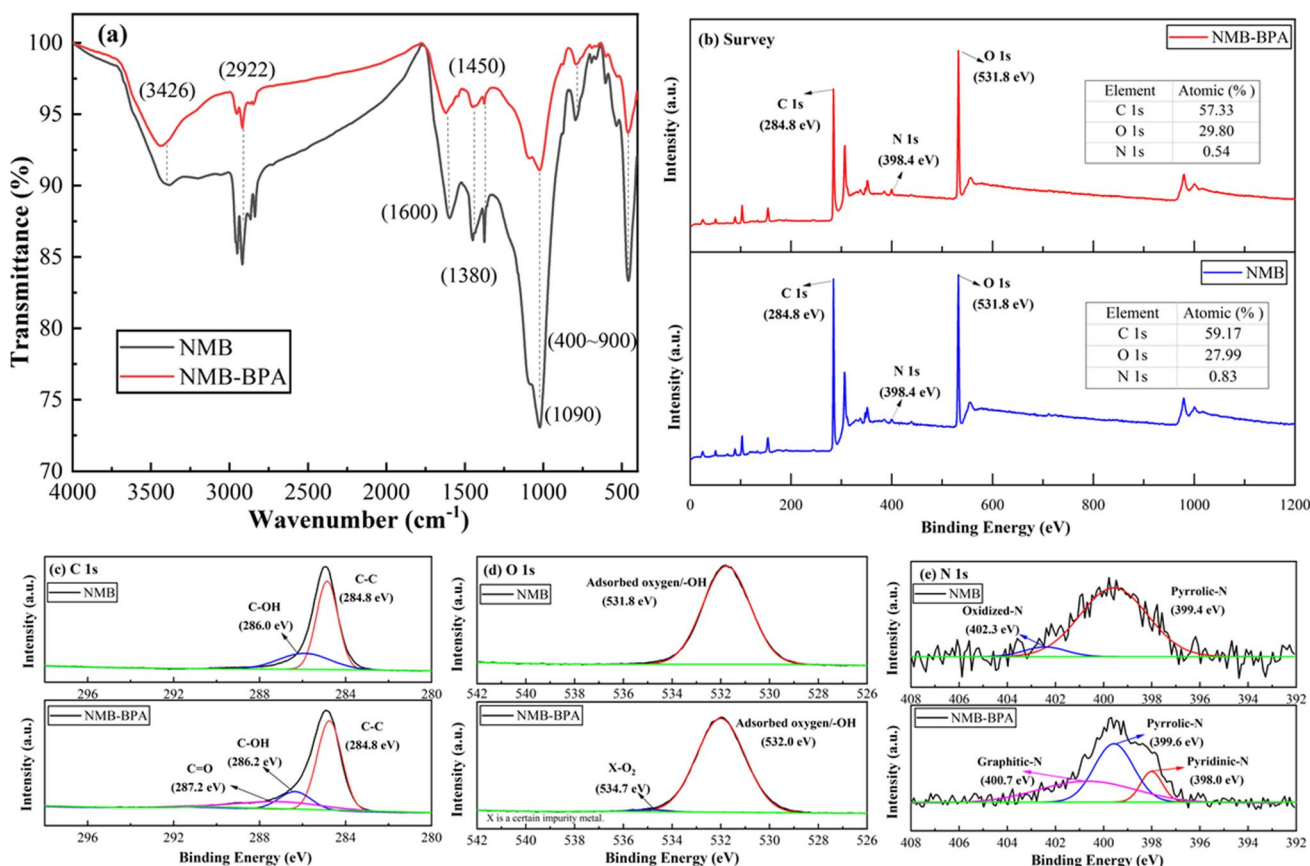 (a)
(3426)
(2922)
(1450)
(1600)
(1380)
(400~900)
(1090)
NMB
NMB-BPA
100
95
90
85
80
75
70
Transmittance (%)
4000 3500 3000 2500 2000 1500 1000 500
Wavenumber (cm-1)
(b) Survey
NMB-BPA
O 1s
(531.8 eV)
C 1s
(284.8 eV)
N 1s
(398.4 eV)
Element Atomic (%)
C 1s 57.33
O 1s 29.80
N 1s 0.54
Intensity (a.u.)
NMB
C 1s
(284.8 eV)
O 1s
(531.8 eV)
N 1s
(398.4 eV)
Element Atomic (% )
C 1s 59.17
O 1s 27.99
N 1s 0.83
Intensity (a.u.)
0 200 400 600 800 1000 1200
Binding Energy (eV)
(c) C 1s
NMB
C-C
(284.8 eV)
C-OH
(286.0 eV)
Intensity (a.u.)
296 292 288 284 280
NMB-BPA
C-C
(284.8 eV)
C-OH
(286.2 eV)
C=O
(287.2 eV)
Intensity (a.u.)
296 292 288 284 280
Binding Energy (eV)
(d) O 1s
NMB
Adsorbed oxygen/-OH
(531.8 eV)
Intensity (a.u.)
542 540 538 536 534 532 530 528 526
NMB-BPA
Adsorbed oxygen/-OH
(532.0 eV)
X-O2
(534.7 eV)
X is a certain impurity metal.
Intensity (a.u.)
542 540 538 536 534 532 530 528 526
Binding Energy (eV)
(e) N 1s
NMB
Oxidized-N
(402.3 eV)
Pyrrolic-N
(399.4 eV)
Intensity (a.u.)
408 406 404 402 400 398 396 394 392
NMB-BPA
Pyrrolic-N
(399.6 eV)
Graphitic-N
(400.7 eV)
Pyridinic-N
(398.0 eV)
Intensity (a.u.)
408 406 404 402 400 398 396 394 392
Binding Energy (eV)